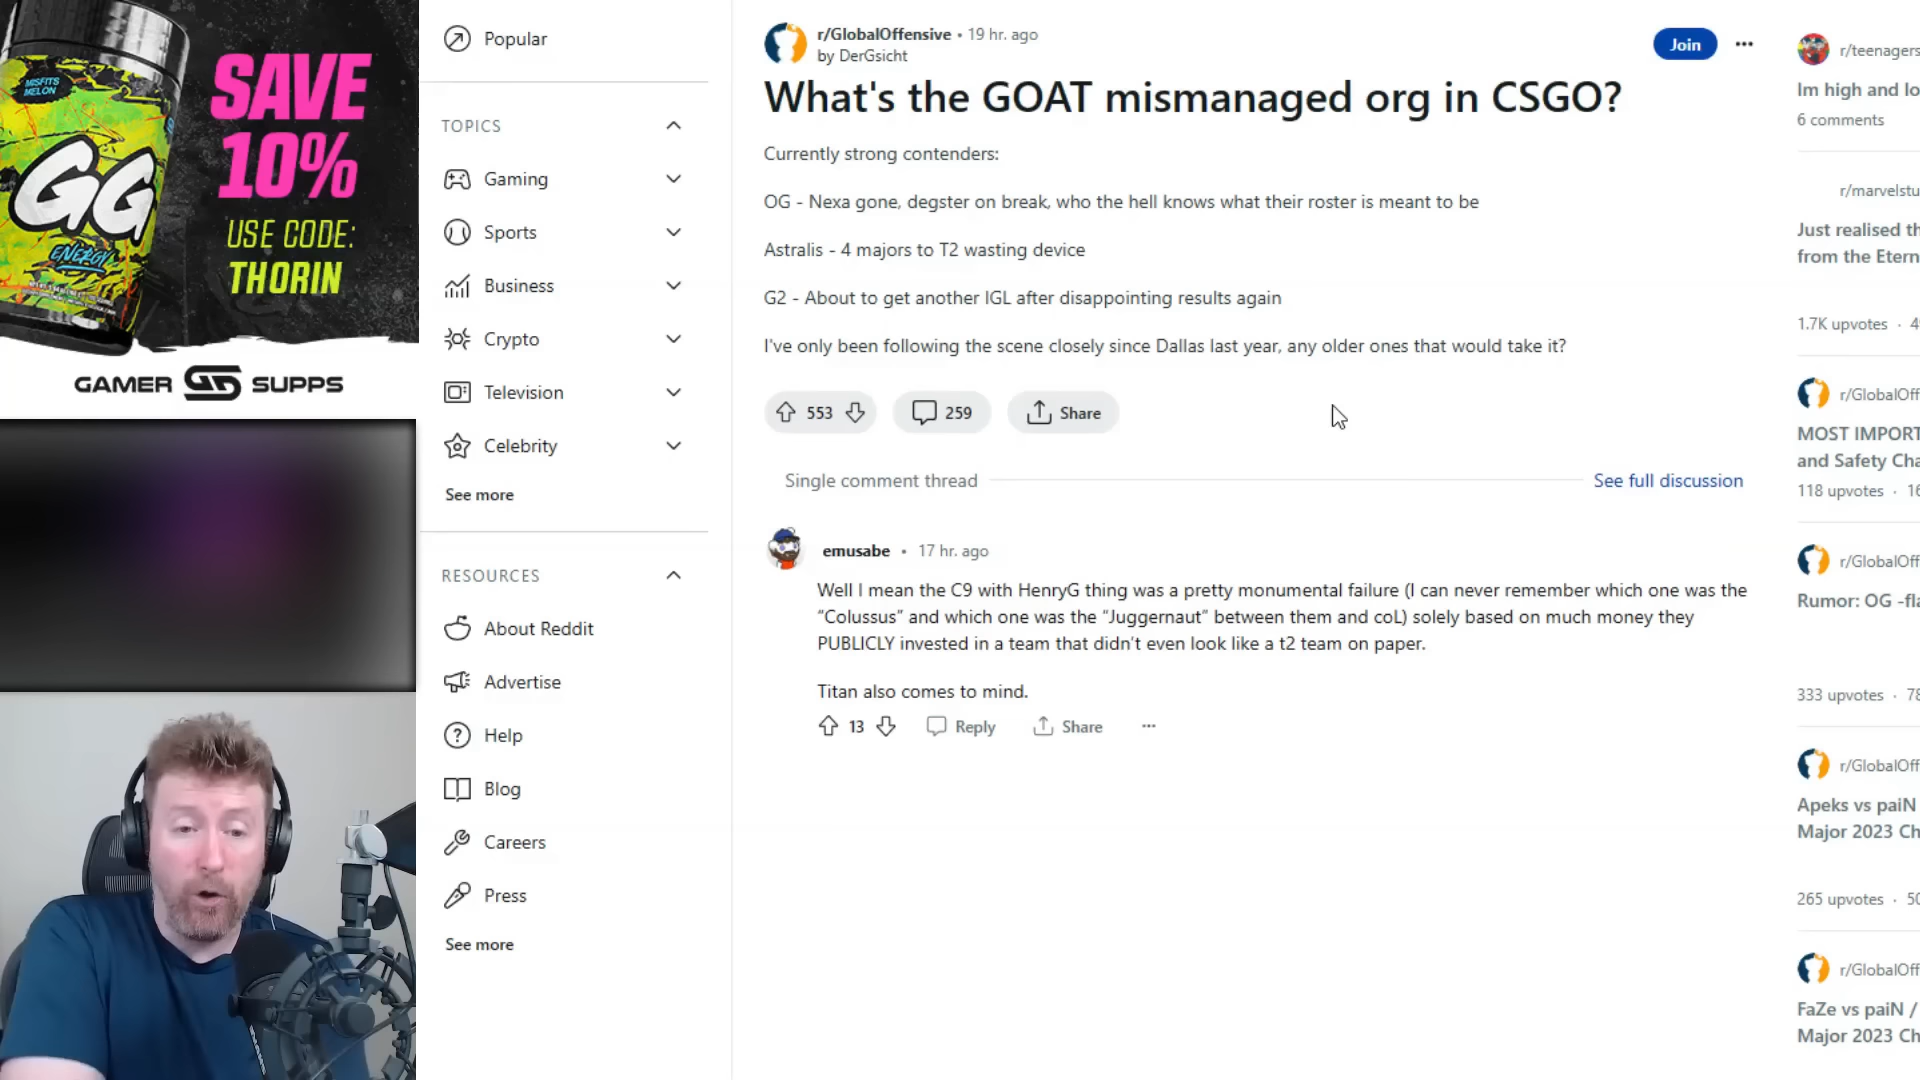 MISFITS
MELON
GG
ENERGY
SAVE
10%
USE CODE:
THORIN
GAMER SUPPS
Popular
TOPICS
Gaming
Sports
Business
Crypto
Television
Celebrity
See more
RESOURCES
About Reddit
Advertise
Help
Blog
Careers
Press
See more
r/GlobalOffensive • 19 hr. ago
by DerGsicht
Join
What's the GOAT mismanaged org in CSGO?
Currently strong contenders:
OG - Nexa gone, degster on break, who the hell knows what their roster is meant to be
Astralis - 4 majors to T2 wasting device
G2 - About to get another IGL after disappointing results again
I've only been following the scene closely since Dallas last year, any older ones that would take it?
553
259
Share
Single comment thread
See full discussion
emusabe • 17 hr. ago
Well I mean the C9 with HenryG thing was a pretty monumental failure (I can never remember which one was the
“Colussus” and which one was the “Juggernaut” between them and coL) solely based on much money they
PUBLICLY invested in a team that didn’t even look like a t2 team on paper.
Titan also comes to mind.
13
Reply
Share
r/teenagers
Im high and lo
6 comments
r/marvelstu
Just realised th
from the Etern
1.7K upvotes · 4
r/GlobalOff
MOST IMPORT
and Safety Cha
118 upvotes · 16
r/GlobalOff
Rumor: OG -fla
333 upvotes · 78
r/GlobalOff
Apeks vs paiN
Major 2023 Ch
265 upvotes · 50
r/GlobalOff
FaZe vs paiN /
Major 2023 Ch